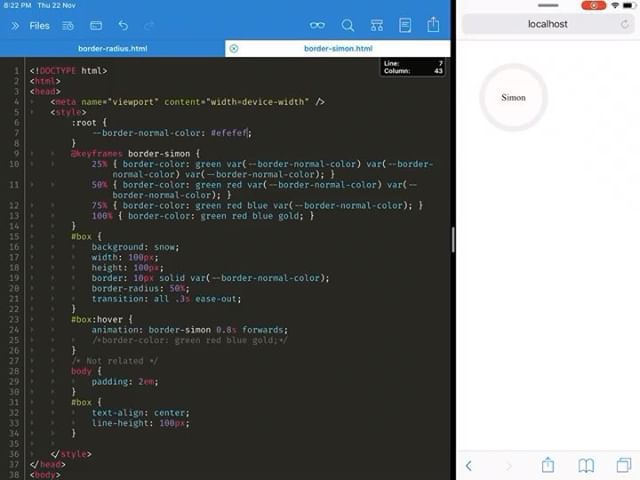 8:22 PM Thu 22 Nov
Files
localhost
border-radius.html
border-simon.html
Line: 7
Column: 43
1 <!DOCTYPE html>
2 <html>
3 <head>
4 <meta name="viewport" content="width=device-width" />
5 <style>
6 :root {
7 --border-normal-color: #efefef;
8 }
9 @keyframes border-simon {
10 25% { border-color: green var(--border-normal-color) var(--border-
normal-color) var(--border-normal-color); }
11 50% { border-color: green red var(--border-normal-color) var(--
border-normal-color); }
12 75% { border-color: green red blue var(--border-normal-color); }
13 100% { border-color: green red blue gold; }
14 }
15 #box {
16 background: snow;
17 width: 100px;
18 height: 100px;
19 border: 10px solid var(--border-normal-color);
20 border-radius: 50%;
21 transition: all .3s ease-out;
22 }
23 #box:hover {
24 animation: border-simon 0.8s forwards;
25 /*border-color: green red blue gold;*/
26 }
27 /* Not related */
28 body {
29 padding: 2em;
30 }
31 #box {
32 text-align: center;
33 line-height: 100px;
34 }
35
36 </style>
37 </head>
38 <body>
Simon